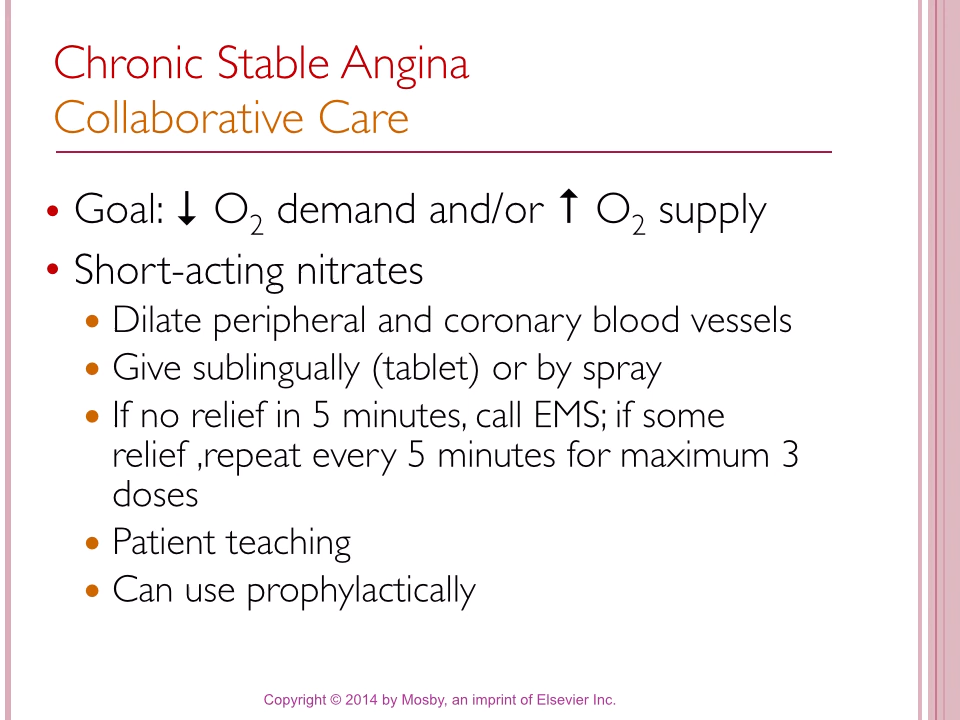 Chronic Stable Angina
Collaborative Care
• Goal: ↓ O₂ demand and/or ↑ O₂ supply
• Short-acting nitrates
• Dilate peripheral and coronary blood vessels
• Give sublingually (tablet) or by spray
• If no relief in 5 minutes, call EMS; if some
relief ,repeat every 5 minutes for maximum 3
doses
• Patient teaching
• Can use prophylactically
Copyright © 2014 by Mosby, an imprint of Elsevier Inc.